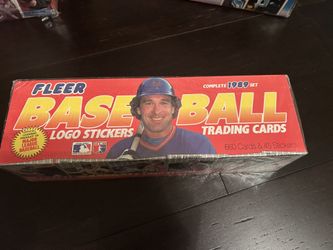 FLEER
COMPLETE 1989 SET
BASEBALL
LOGO STICKERS
TRADING CARDS
660 Cards & 45 Stickers